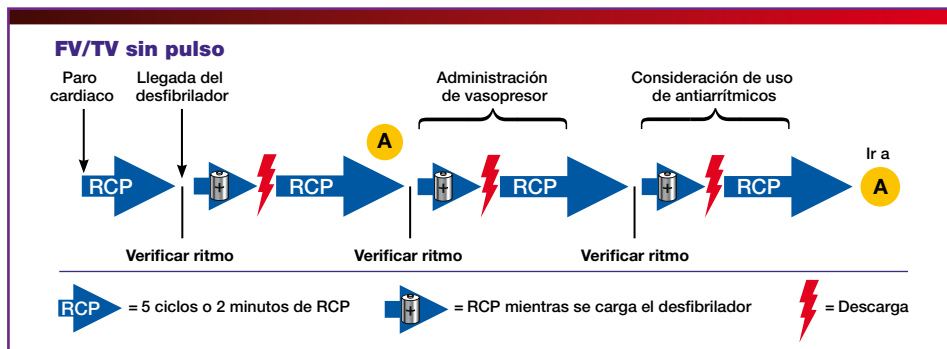 FV/TV sin pulso
Paro
cardiaco
Llegada del
desfibrilador
Administración
de vasopresor
Consideración de uso
de antiarrítmicos
A
Ir a
RCP
+
RCP
+
RCP
+
RCP
A
Verificar ritmo
Verificar ritmo
Verificar ritmo
RCP
= 5 ciclos o 2 minutos de RCP
+
= RCP mientras se carga el desfibrilador
= Descarga